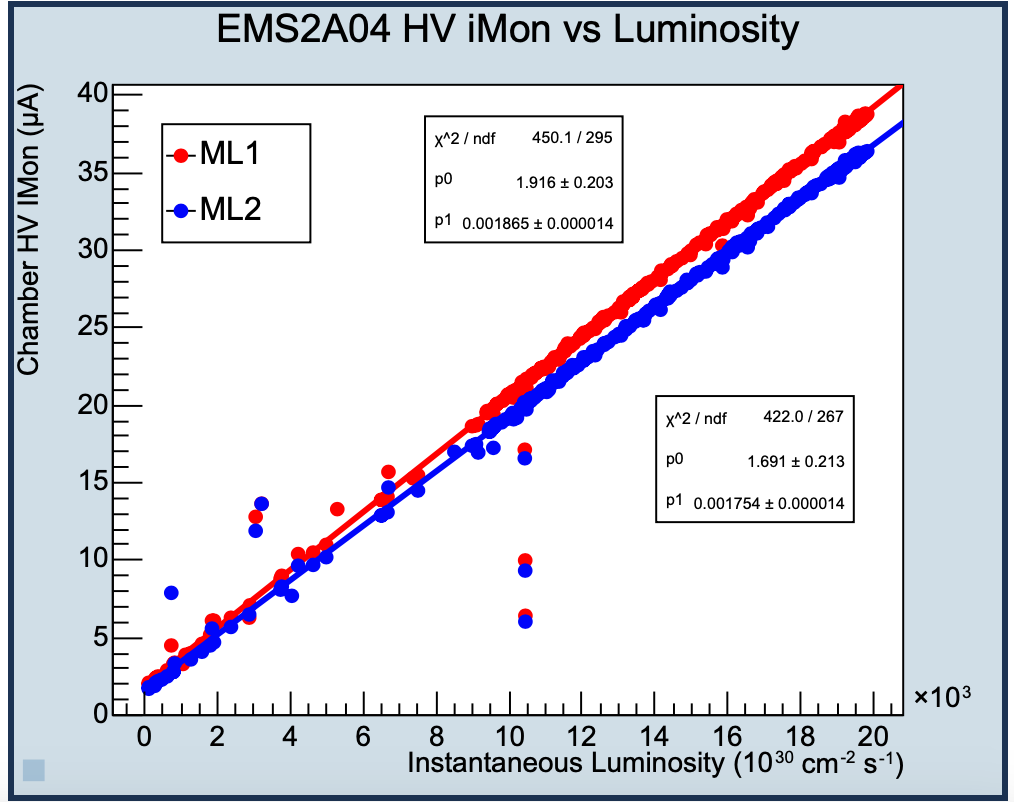 EMS2A04 HV iMon vs Luminosity
Chamber HV IMon (μA)
40
35
30
25
20
15
10
5
0
ML1
ML2
χ^2 / ndf 450.1 / 295
p0 1.916 ± 0.203
p1 0.001865 ± 0.000014
χ^2 / ndf 422.0 / 267
p0 1.691 ± 0.213
p1 0.001754 ± 0.000014
0 2 4 6 8 10 12 14 16 18 20
×10³
Instantaneous Luminosity (10³⁰ cm⁻² s⁻¹)